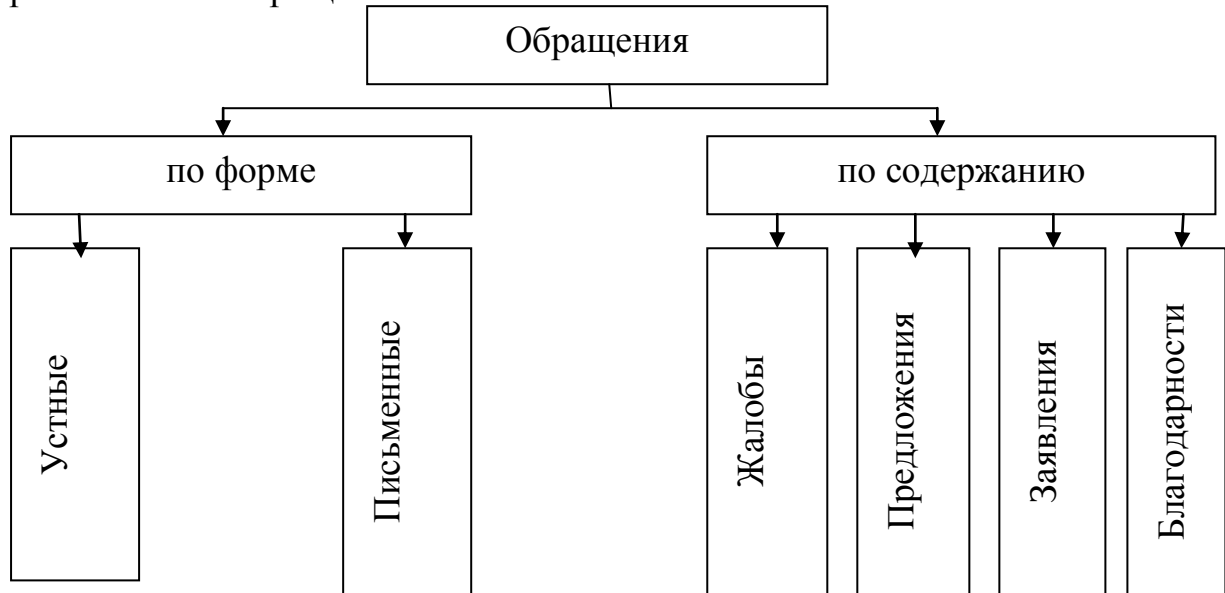 Обращения
по форме
по содержанию
Устные
Письменные
Жалобы
Предложения
Заявления
Благодарности